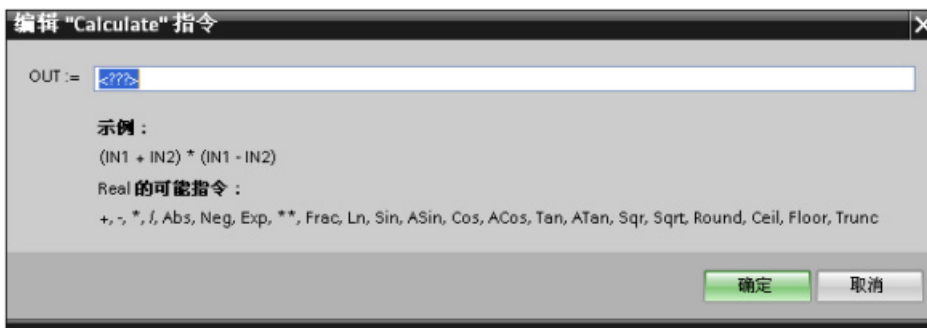 编辑 "Calculate" 指令
OUT := <???>
示例：
(IN1 + IN2) * (IN1 - IN2)
Real 的可能指令：
+, -, *, /, Abs, Neg, Exp, **, Frac, Ln, Sin, ASin, Cos, ACos, Tan, ATan, Sqr, Sqrt, Round, Ceil, Floor, Trunc
确定 取消